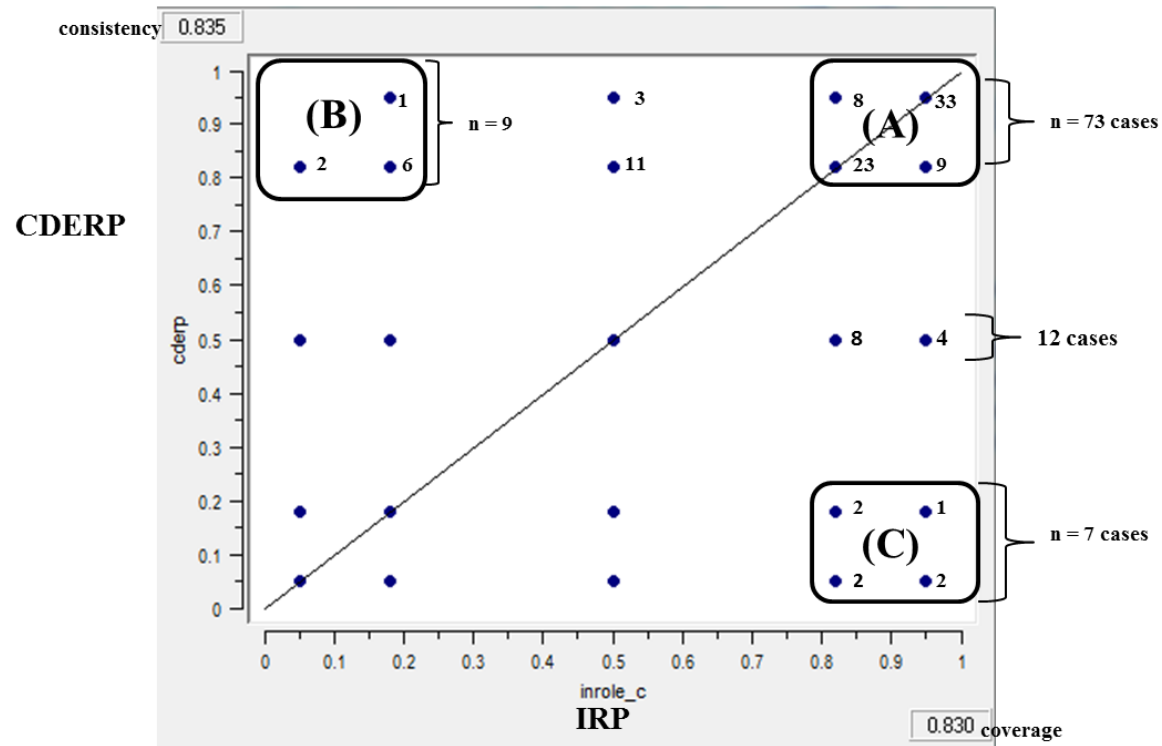 consistency 0.835
1
(B)
1
n = 9
3
8
33
(A)
n = 73 cases
0.9
2
6
11
23
9
0.8
CDERP
0.7
0.6
cderp
0.5
8
4
12 cases
0.4
0.3
0.2
2
1
(C)
n = 7 cases
0.1
2
2
0
0 0.1 0.2 0.3 0.4 0.5 0.6 0.7 0.8 0.9 1
inrole_c
IRP
0.830 coverage